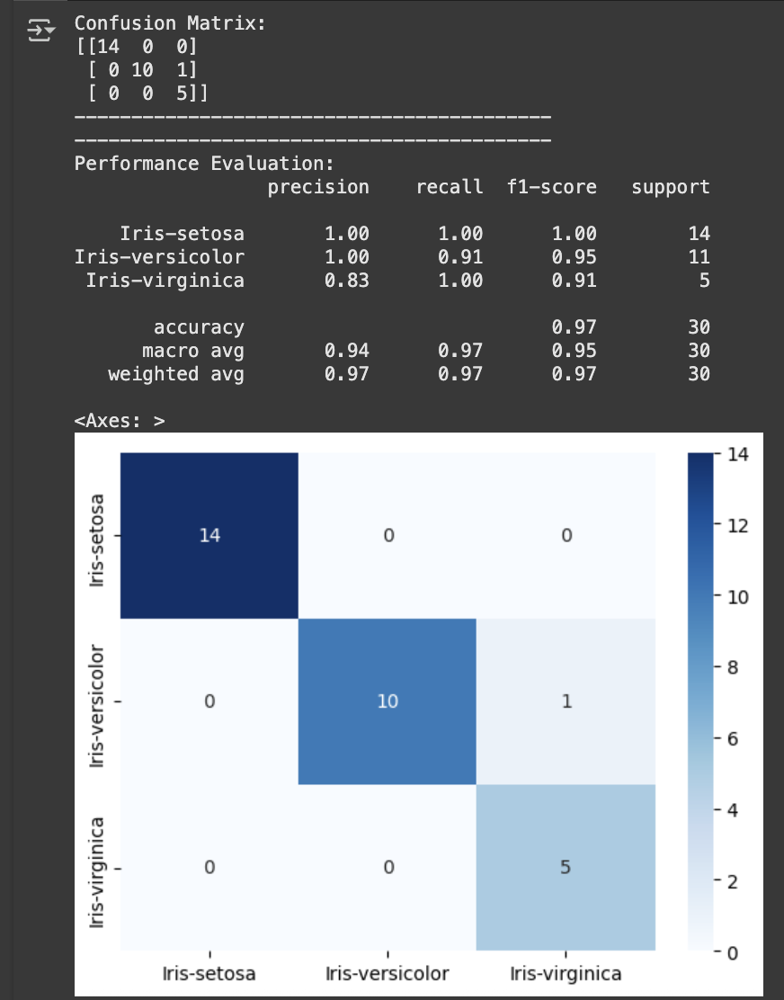 Confusion Matrix:
[[14  0  0]
 [ 0 10  1]
 [ 0  0  5]]
------------------------------------------
------------------------------------------
Performance Evaluation:
                 precision    recall  f1-score   support

    Iris-setosa       1.00      1.00      1.00        14
Iris-versicolor       1.00      0.91      0.95        11
 Iris-virginica       0.83      1.00      0.91         5

       accuracy                           0.97        30
      macro avg       0.94      0.97      0.95        30
   weighted avg       0.97      0.97      0.97        30

<Axes: >
14
Iris-setosa 14 0 0
12
10
Iris-versicolor 0 10 1
8
6
4
Iris-virginica 0 0 5
2
0
Iris-setosa Iris-versicolor Iris-virginica